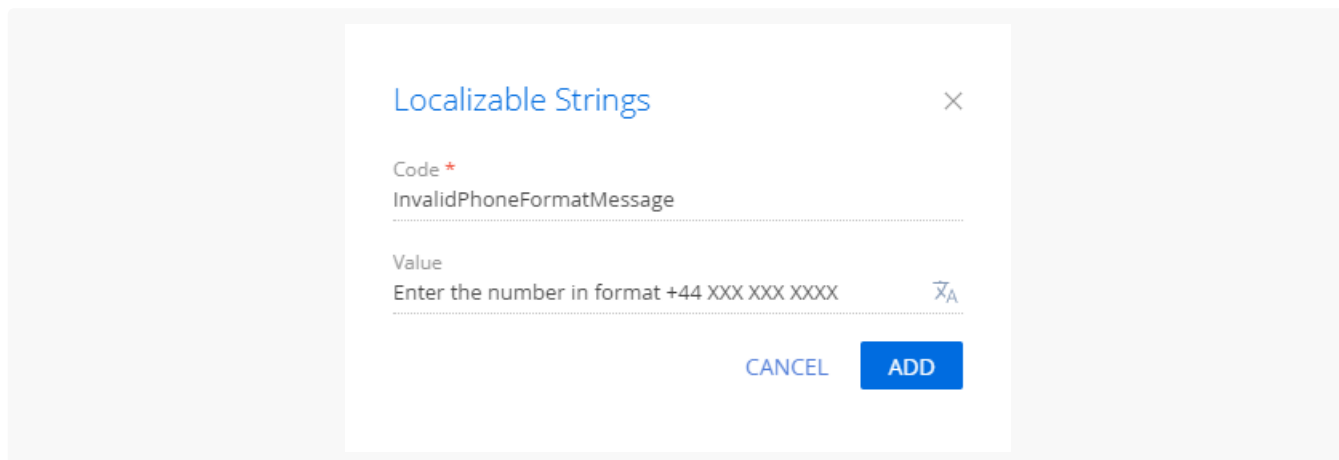 Localizable Strings
Code *
InvalidPhoneFormatMessage
Value
Enter the number in format +44 XXX XXX XXXX
CANCEL ADD